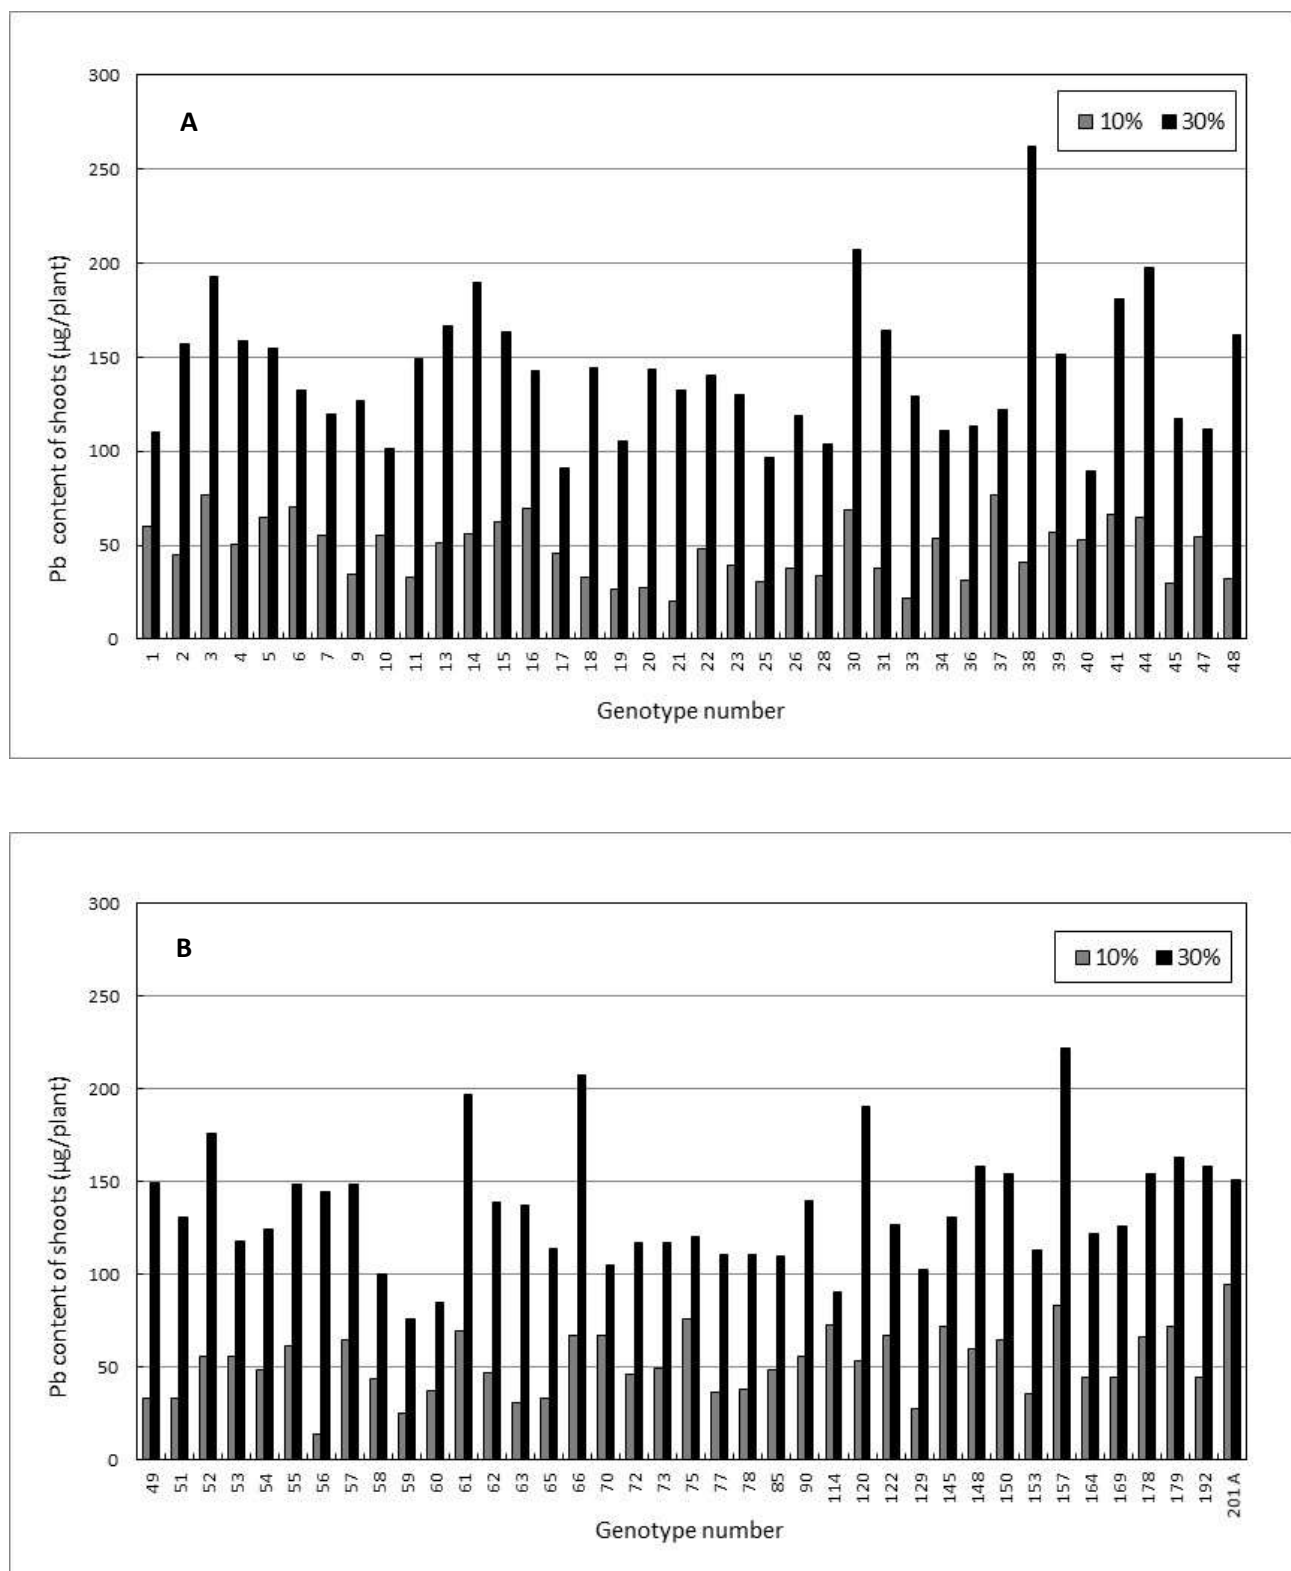 A
10% 30%
300
250
200
150
100
50
0
Pb content of shoots (µg/plant)
1 2 3 4 5 6 7 9 10 11 13 14 15 16 17 18 19 20 21 22 23 25 26 28 30 31 33 34 36 37 38 39 40 41 44 45 47 48
Genotype number
B
10% 30%
300
250
200
150
100
50
0
Pb content of shoots (µg/plant)
49 51 52 53 54 55 56 57 58 59 60 61 62 63 65 66 70 72 73 75 77 78 85 90 114 120 122 129 145 148 150 153 157 164 169 178 179 192 201 A
Genotype number